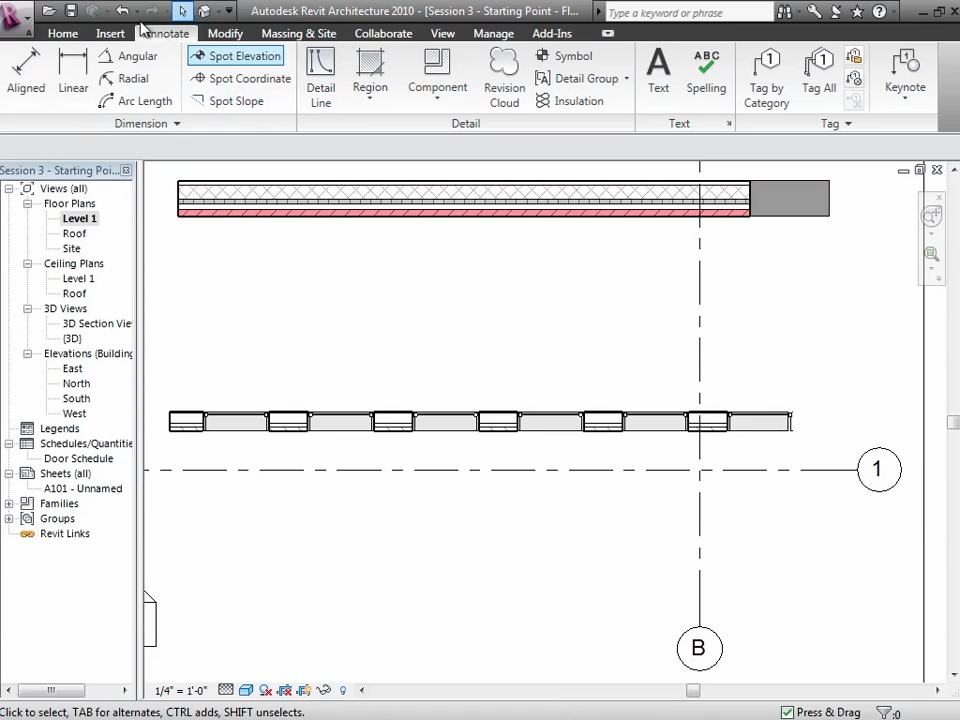 Autodesk Revit Architecture 2010 - [Session 3 - Starting Point - Fl...
Type a keyword or phrase
Home Insert Annotate Modify Massing & Site Collaborate View Manage Add-Ins
Aligned
Linear
Angular
Radial
Arc Length
Spot Elevation
Spot Coordinate
Spot Slope
Detail Line
Region
Component
Revision Cloud
Symbol
Detail Group
Insulation
ABC
Text
Spelling
1
1
1
Tag by Category
Tag All
Keynote
Dimension
Detail
Text
Tag
Session 3 - Starting Poi...
Views (all)
Floor Plans
Level 1
Roof
Site
Ceiling Plans
Level 1
Roof
3D Views
3D Section Vie
{3D}
Elevations (Building
East
North
South
West
Legends
Schedules/Quantitie
Door Schedule
Sheets (all)
A101 - Unnamed
Families
Groups
Revit Links
1
B
1/4" = 1'-0"
Click to select, TAB for alternates, CTRL adds, SHIFT unselects.
Press & Drag
:0